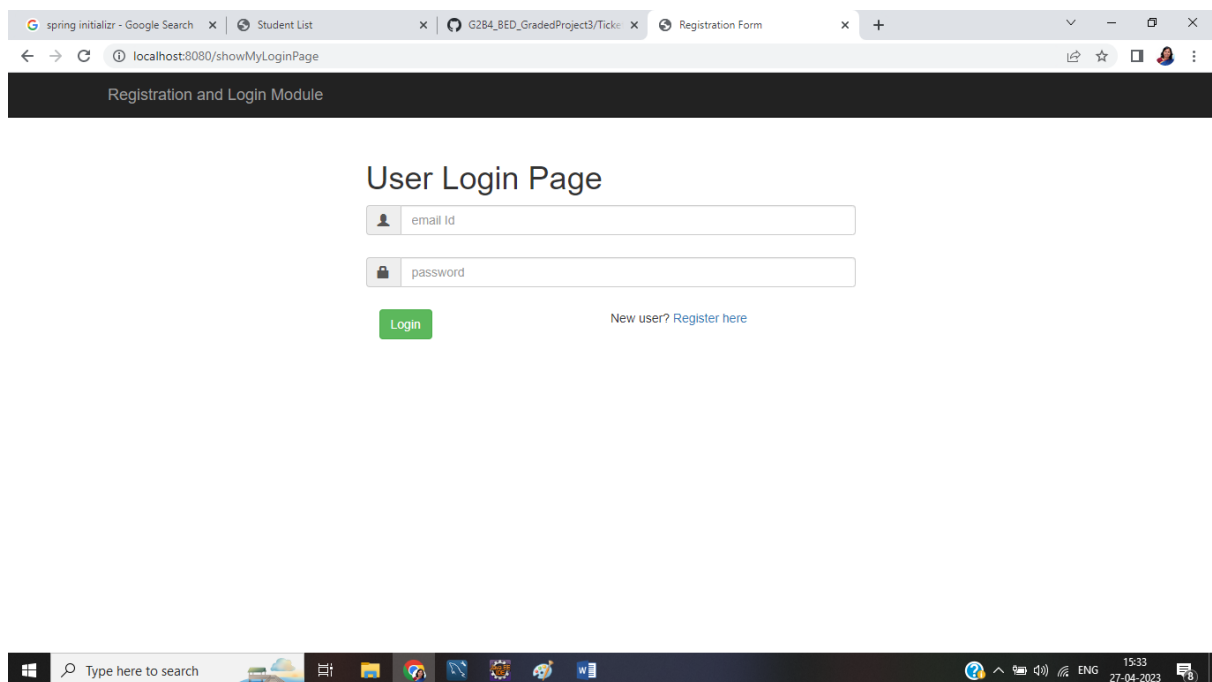 spring initializr - Google Search
Student List
G2B4_BED_GradedProject3/Ticke
Registration Form
localhost:8080/showMyLoginPage
Registration and Login Module
User Login Page
email Id
password
Login
New user? Register here
Type here to search
ENG
15:33
27-04-2023
8